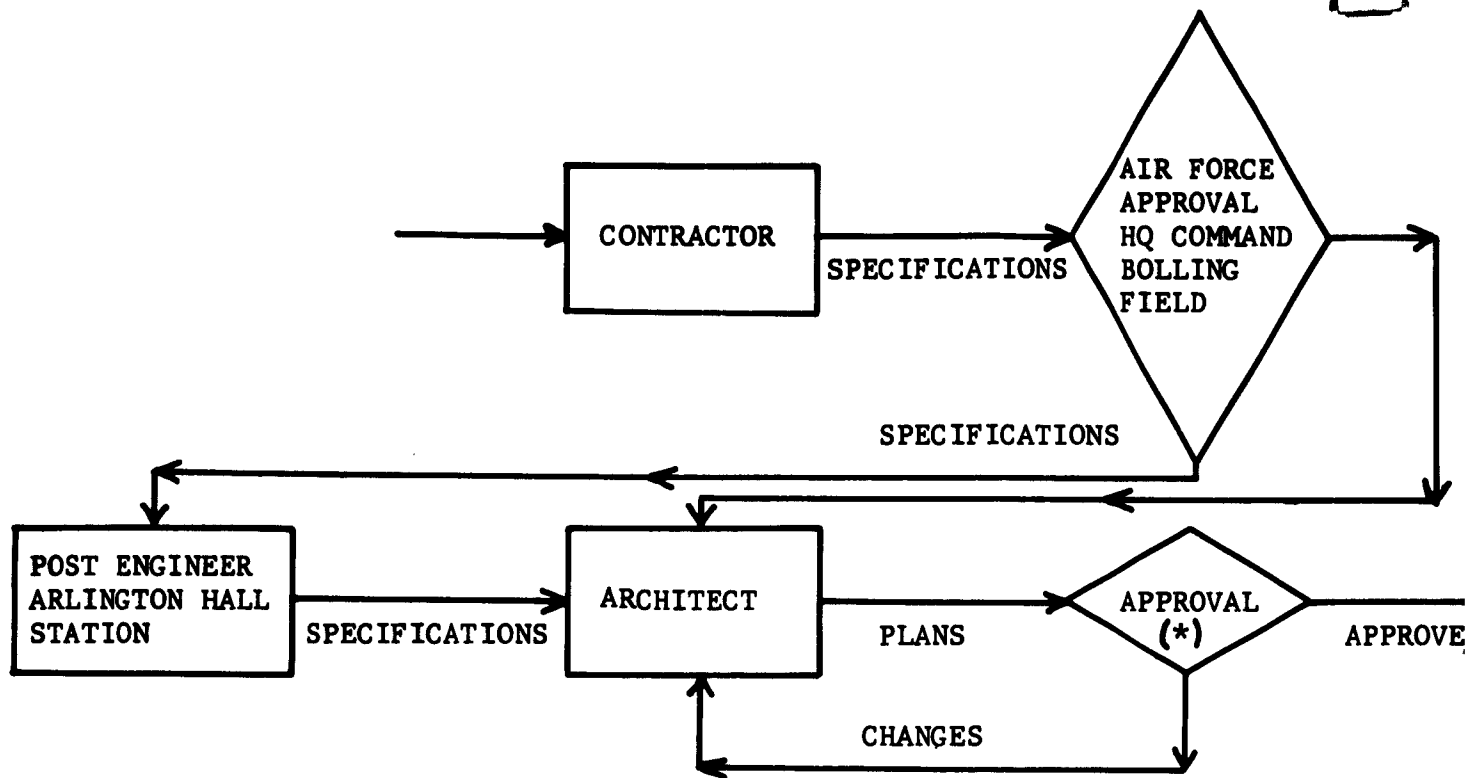 CONTRACTOR
SPECIFICATIONS
AIR FORCE
APPROVAL
HQ COMMAND
BOLLING
FIELD
SPECIFICATIONS
POST ENGINEER
ARLINGTON HALL
STATION
SPECIFICATIONS
ARCHITECT
PLANS
APPROVAL
(*)
APPROVE
CHANGES